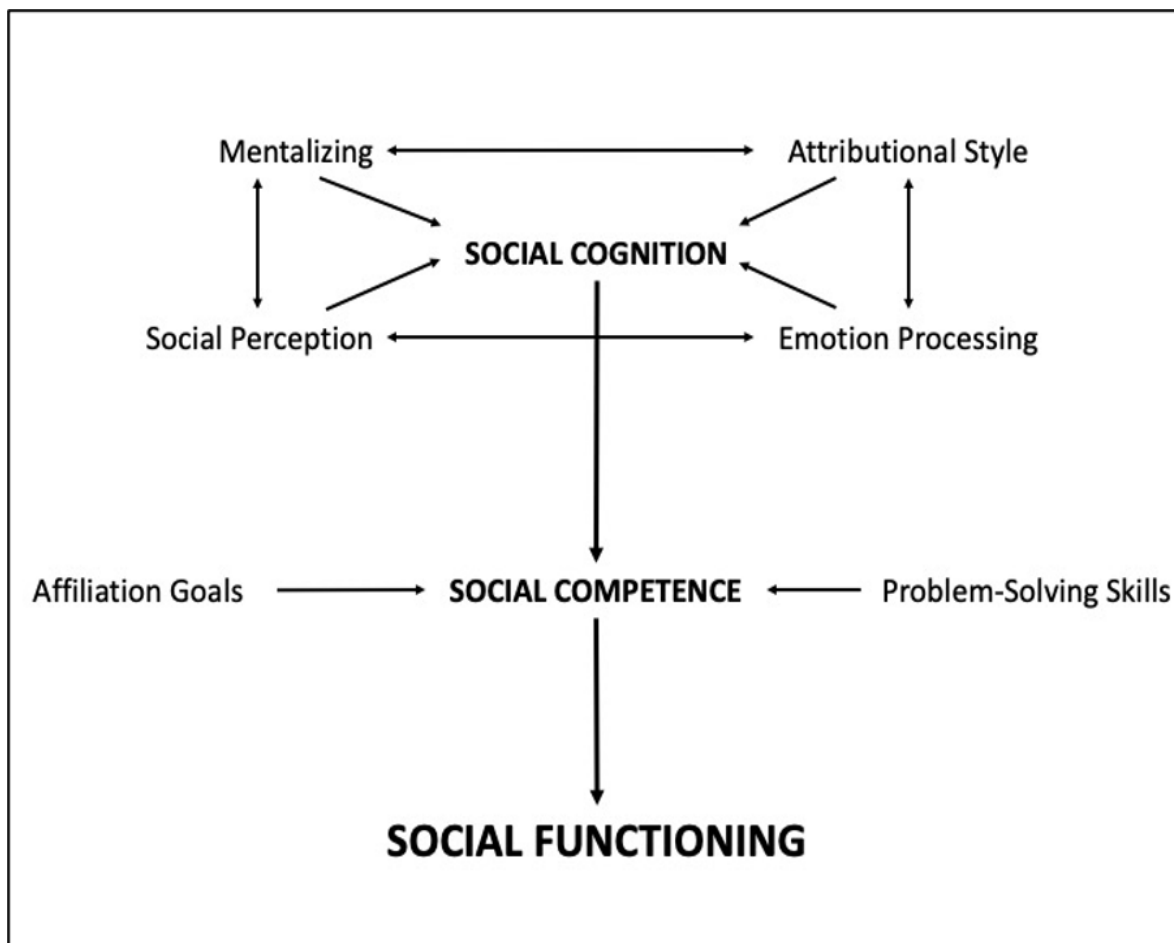 Mentalizing
Attributional Style
SOCIAL COGNITION
Social Perception
Emotion Processing
Affiliation Goals
SOCIAL COMPETENCE
Problem-Solving Skills
SOCIAL FUNCTIONING